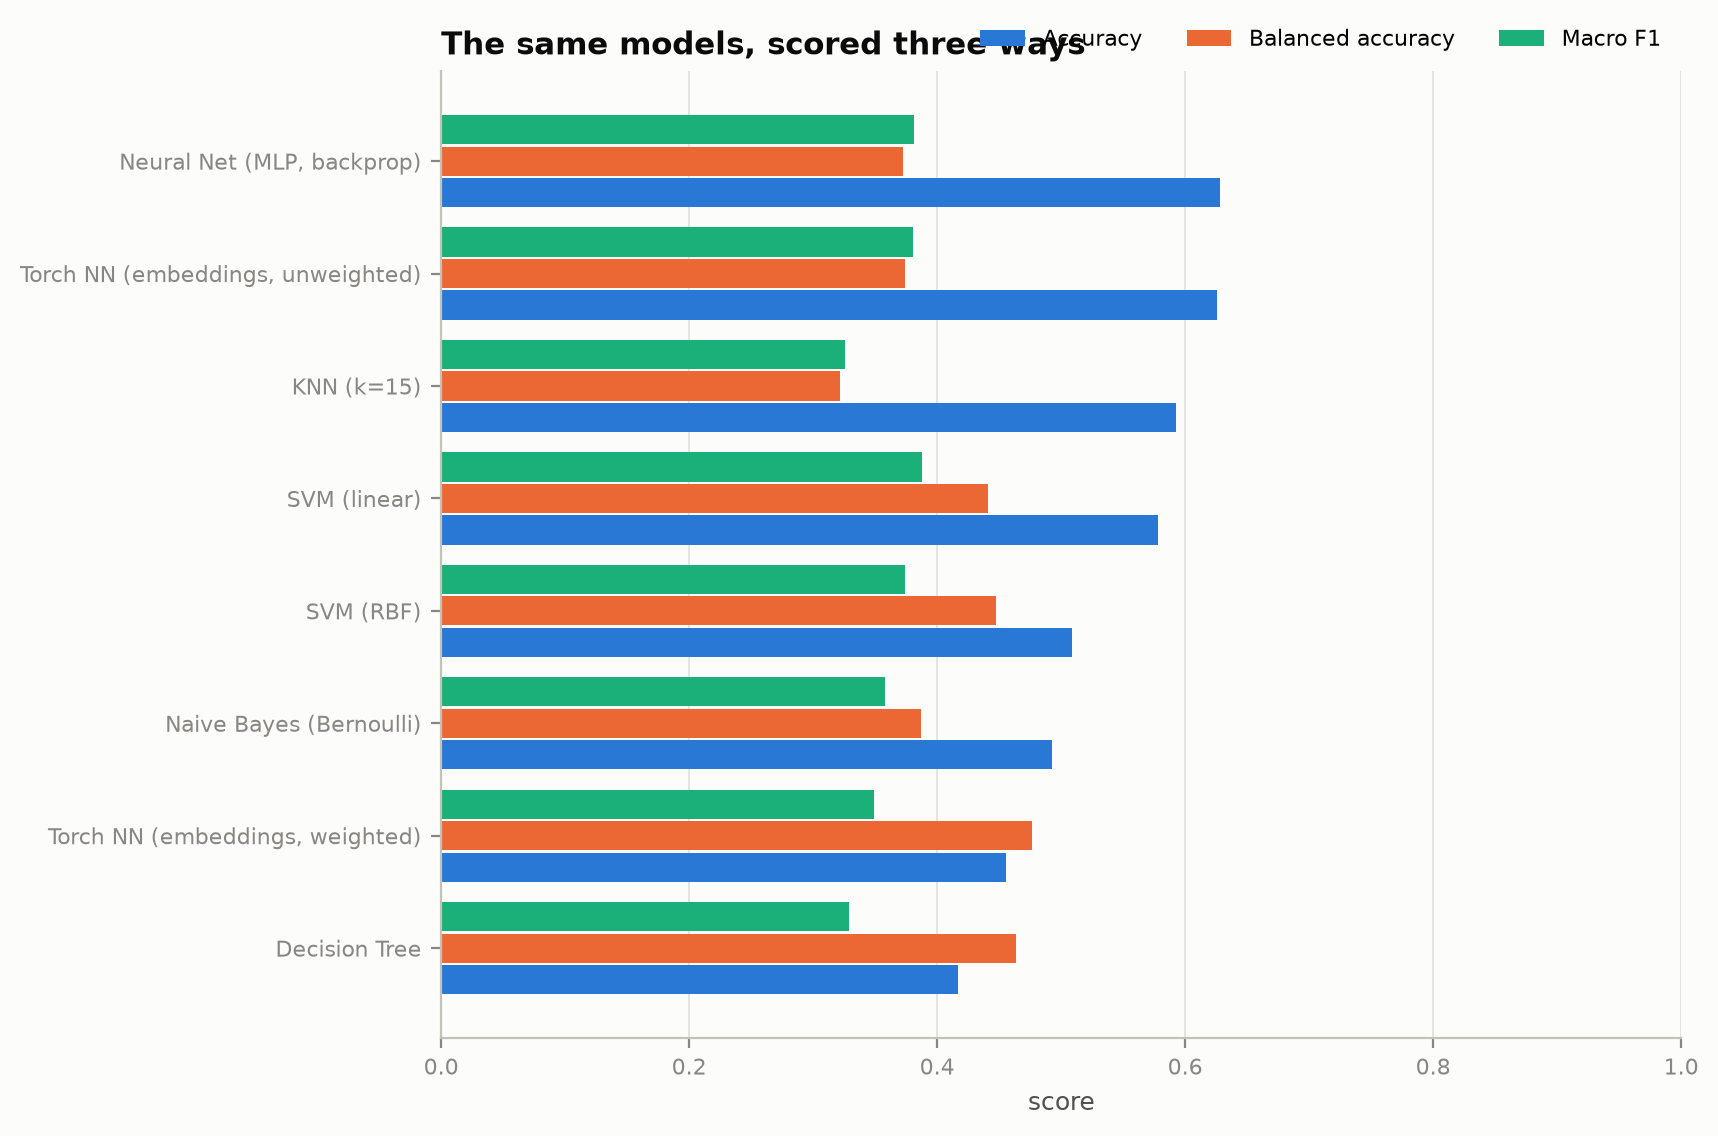 The same models, scored three ways
Accuracy
Balanced accuracy
Macro F1
Neural Net (MLP, backprop)
Torch NN (embeddings, unweighted)
KNN (k=15)
SVM (linear)
SVM (RBF)
Naive Bayes (Bernoulli)
Torch NN (embeddings, weighted)
Decision Tree
0.0 0.2 0.4 0.6 0.8 1.0
score